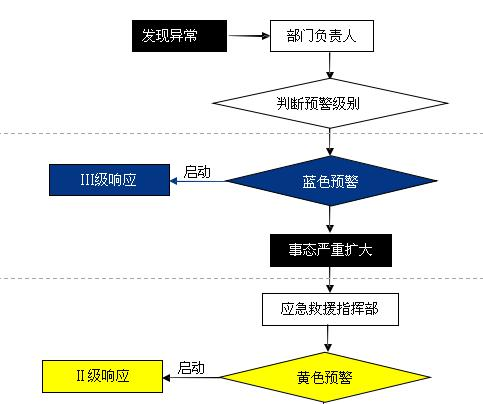 发现异常
部门负责人
判断预警级别
III级响应
启动
蓝色预警
事态严重扩大
应急救援指挥部
II级响应
启动
黄色预警